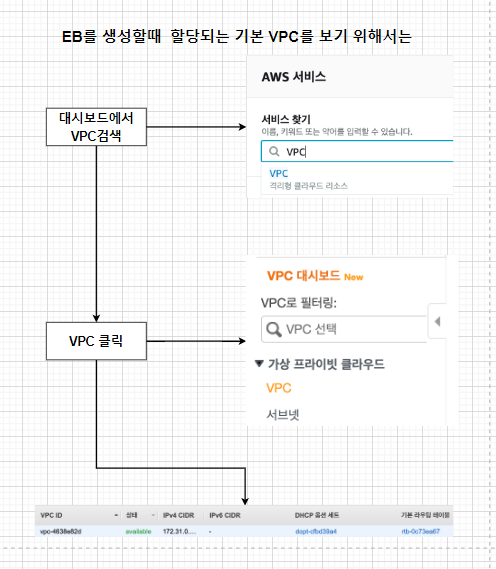 EB를 생성할때 할당되는 기본 VPC를 보기 위해서는
AWS 서비스
대시보드에서
VPC검색
서비스 찾기
이름, 키워드 또는 약어를 입력할 수 있습니다.
VPC
VPC
격리형 클라우드 리소스
VPC 대시보드 New
VPC로 필터링:
VPC 선택
VPC 클릭
가상 프라이빗 클라우드
VPC
서브넷
VPC ID 상태 IPv4 CIDR IPv6 CIDR DHCP 옵션 세트 기본 라우팅 테이블
vpc-4638e82d available 172.31.0.... - dopt-cfbd39a4 rtb-0c73ea67